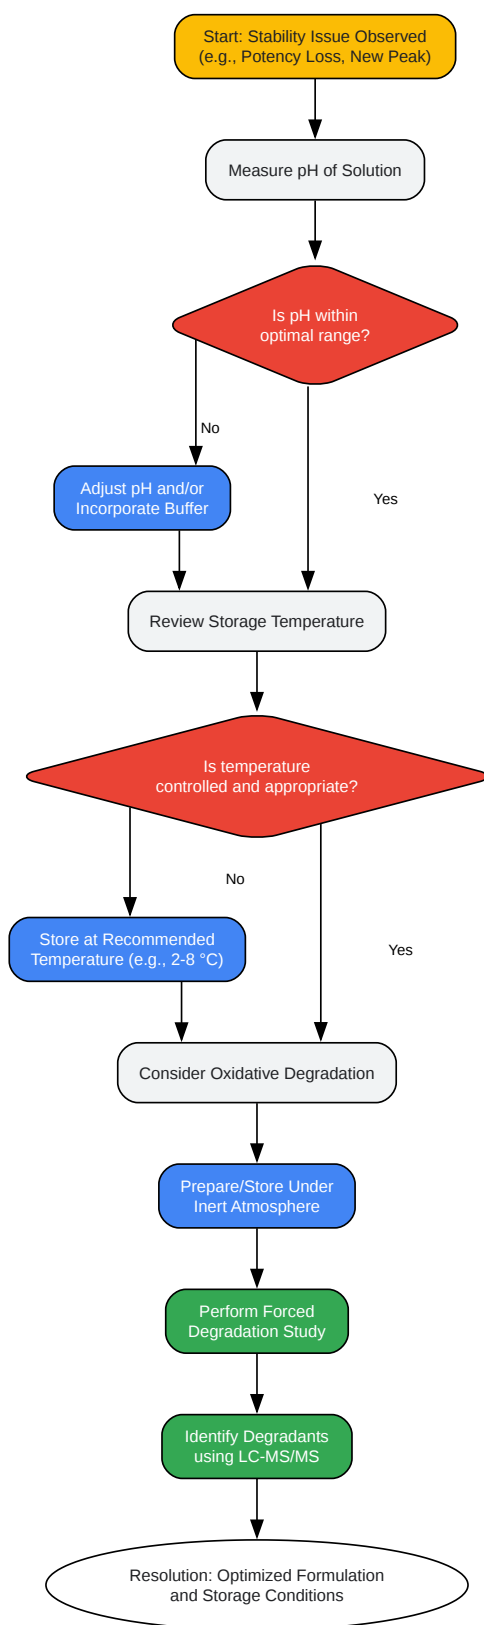 Start: Stability Issue Observed
(e.g., Potency Loss, New Peak)
Measure pH of Solution
Is pH within
optimal range?
No
Adjust pH and/or
Incorporate Buffer
Yes
Review Storage Temperature
Is temperature
controlled and appropriate?
No
Store at Recommended
Temperature (e.g., 2-8 °C)
Yes
Consider Oxidative Degradation
Prepare/Store Under
Inert Atmosphere
Perform Forced
Degradation Study
Identify Degradants
using LC-MS/MS
Resolution: Optimized Formulation
and Storage Conditions